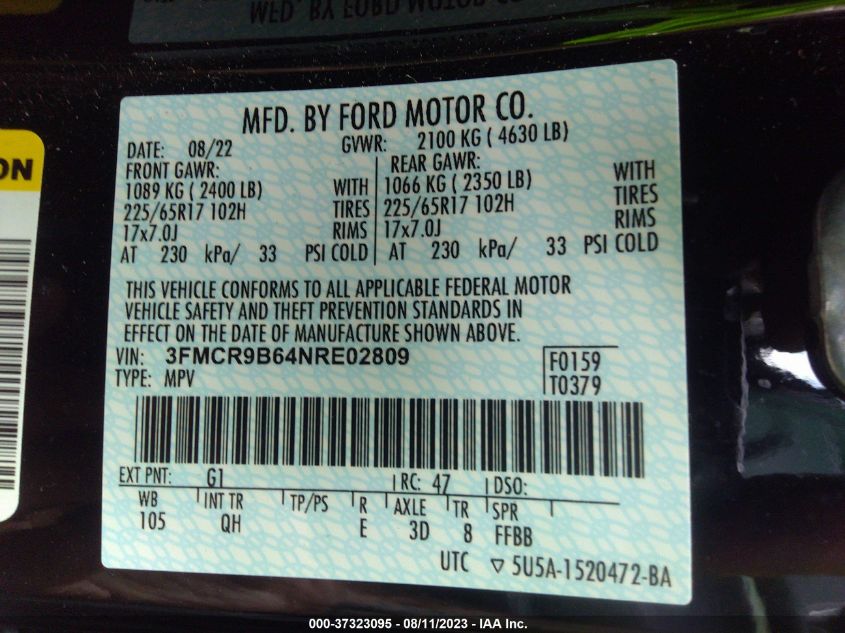 WED. BY FORD MOTOR CO
ON
MFD. BY FORD MOTOR CO.
DATE: 08/22 GVWR: 2100 KG ( 4630 LB)
FRONT GAWR: REAR GAWR:
1089 KG ( 2400 LB) WITH 1066 KG ( 2350 LB) WITH
225/65R17 102H TIRES 225/65R17 102H TIRES
17x7.0J RIMS 17x7.0J RIMS
AT 230 kPa/ 33 PSI COLD AT 230 kPa/ 33 PSI COLD
THIS VEHICLE CONFORMS TO ALL APPLICABLE FEDERAL MOTOR
VEHICLE SAFETY AND THEFT PREVENTION STANDARDS IN
EFFECT ON THE DATE OF MANUFACTURE SHOWN ABOVE.
VIN: 3FMCR9B64NRE02809 F0159
TYPE: MPV T0379
EXT PNT: G1 RC: 47 DSO:
WB INT TR TP/PS R AXLE TR SPR
105 QH E 3D 8 FFBB
UTC ▽ 5U5A-1520472-BA
000-37323095 - 08/11/2023 - IAA Inc.